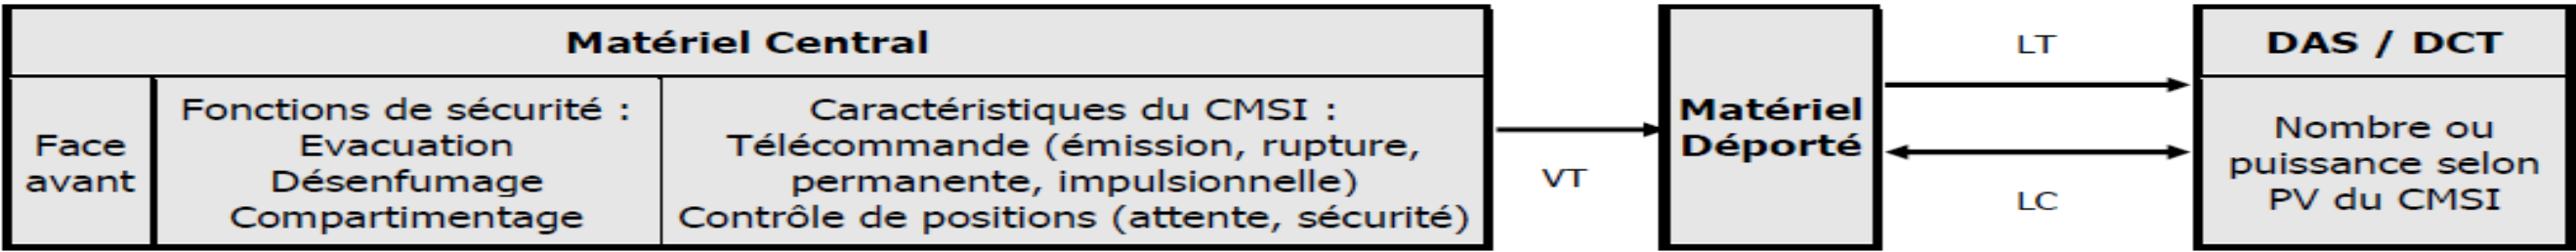 Matériel Central
Face
avant
Fonctions de sécurité :
Evacuation
Désenfumage
Compartimentage
Caractéristiques du CMSI :
Télécommande (émission, rupture,
permanente, impulsionnelle)
Contrôle de positions (attente, sécurité)
VT
Matériel
Déporté
LT
LC
DAS / DCT
Nombre ou
puissance selon
PV du CMSI